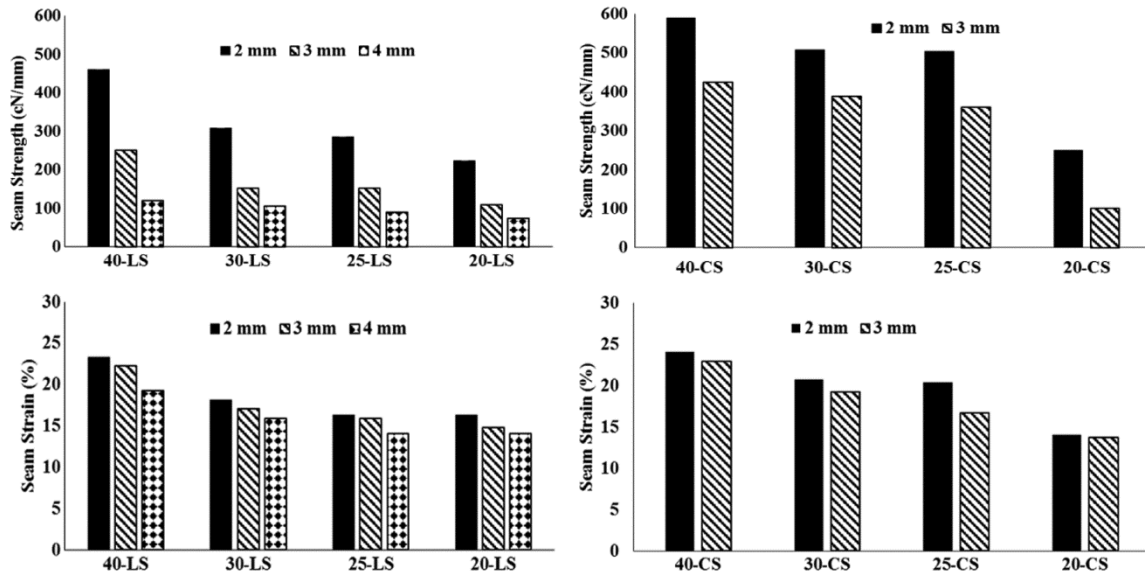 Seam Strength (cN/mm)
600
500
400
300
200
100
0
2 mm 3 mm 4 mm
40-LS 30-LS 25-LS 20-LS
Seam Strength (cN/mm)
600
500
400
300
200
100
0
2 mm 3 mm
40-CS 30-CS 25-CS 20-CS
Seam Strain (%)
30
25
20
15
10
5
0
2 mm 3 mm 4 mm
40-LS 30-LS 25-LS 20-LS
Seam Strain (%)
30
25
20
15
10
5
0
2 mm 3 mm
40-CS 30-CS 25-CS 20-CS